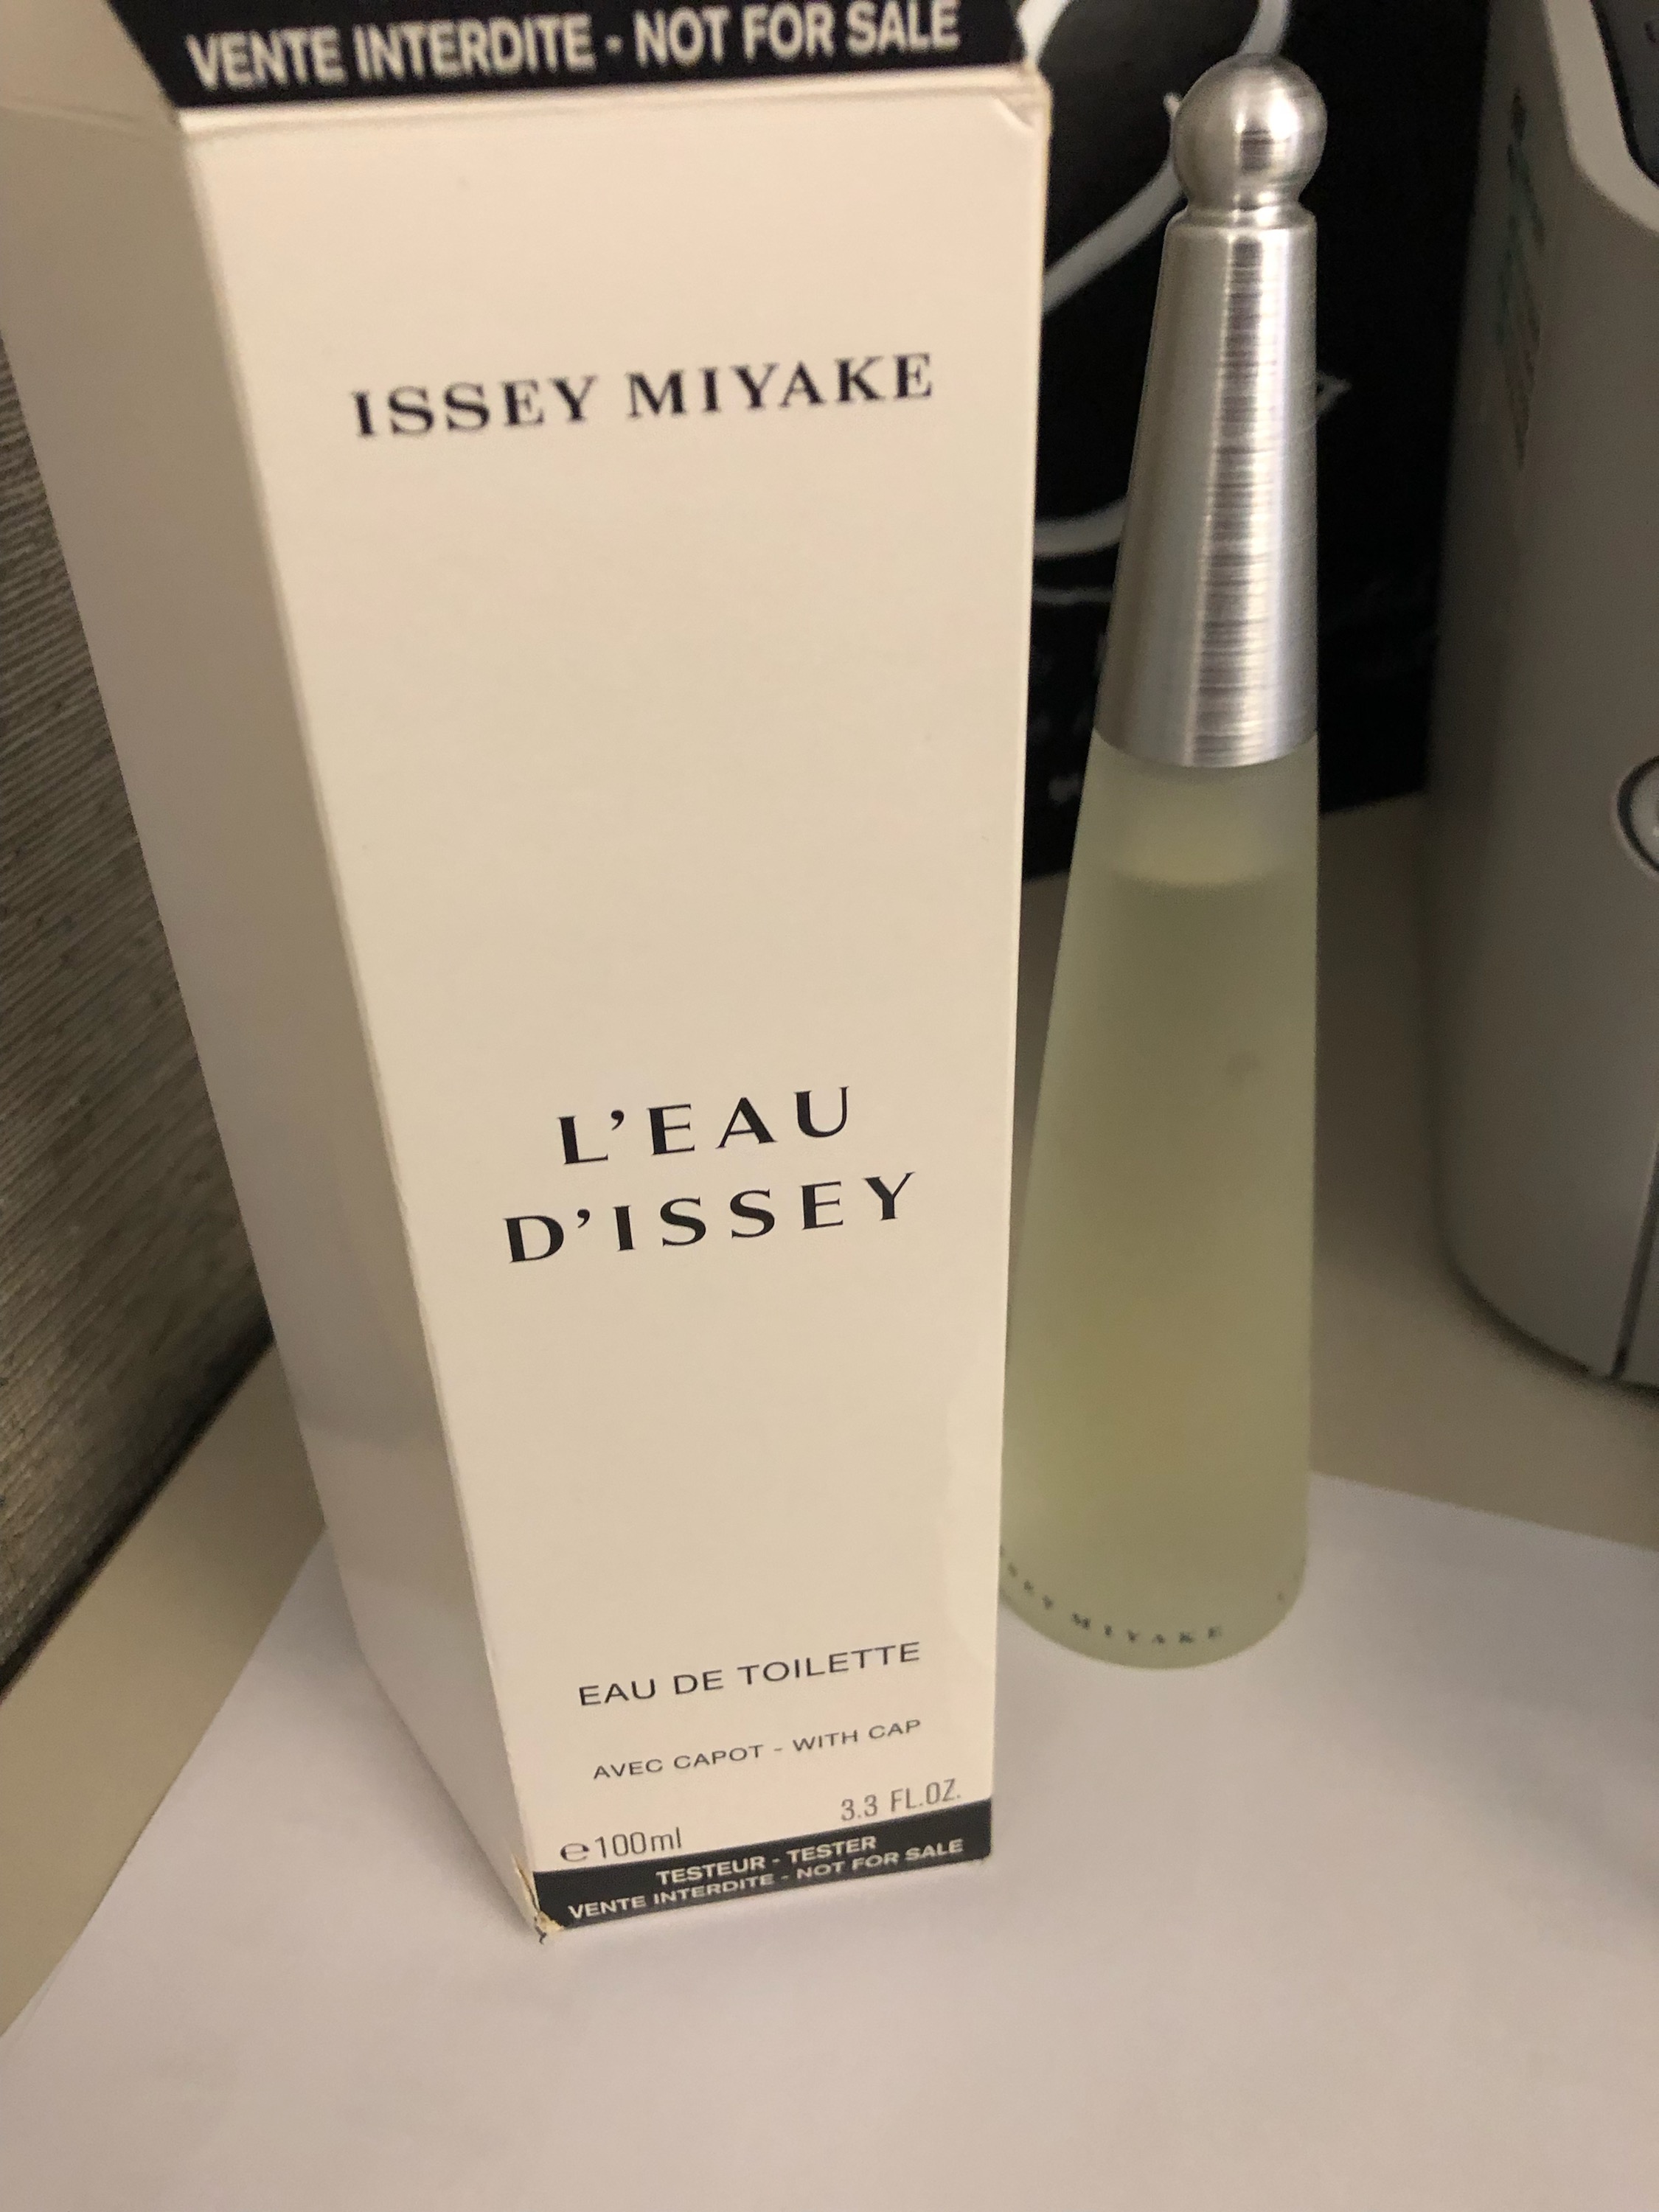 VENTE INTERDITE - NOT FOR SALE
ISSEY MIYAKE
L'EAU
D'ISSEY
EAU DE TOILETTE
AVEC CAPOT - WITH CAP
3.3 FL.OZ.
℮100ml
TESTEUR - TESTER
VENTE INTERDITE - NOT FOR SALE
MIYAKE